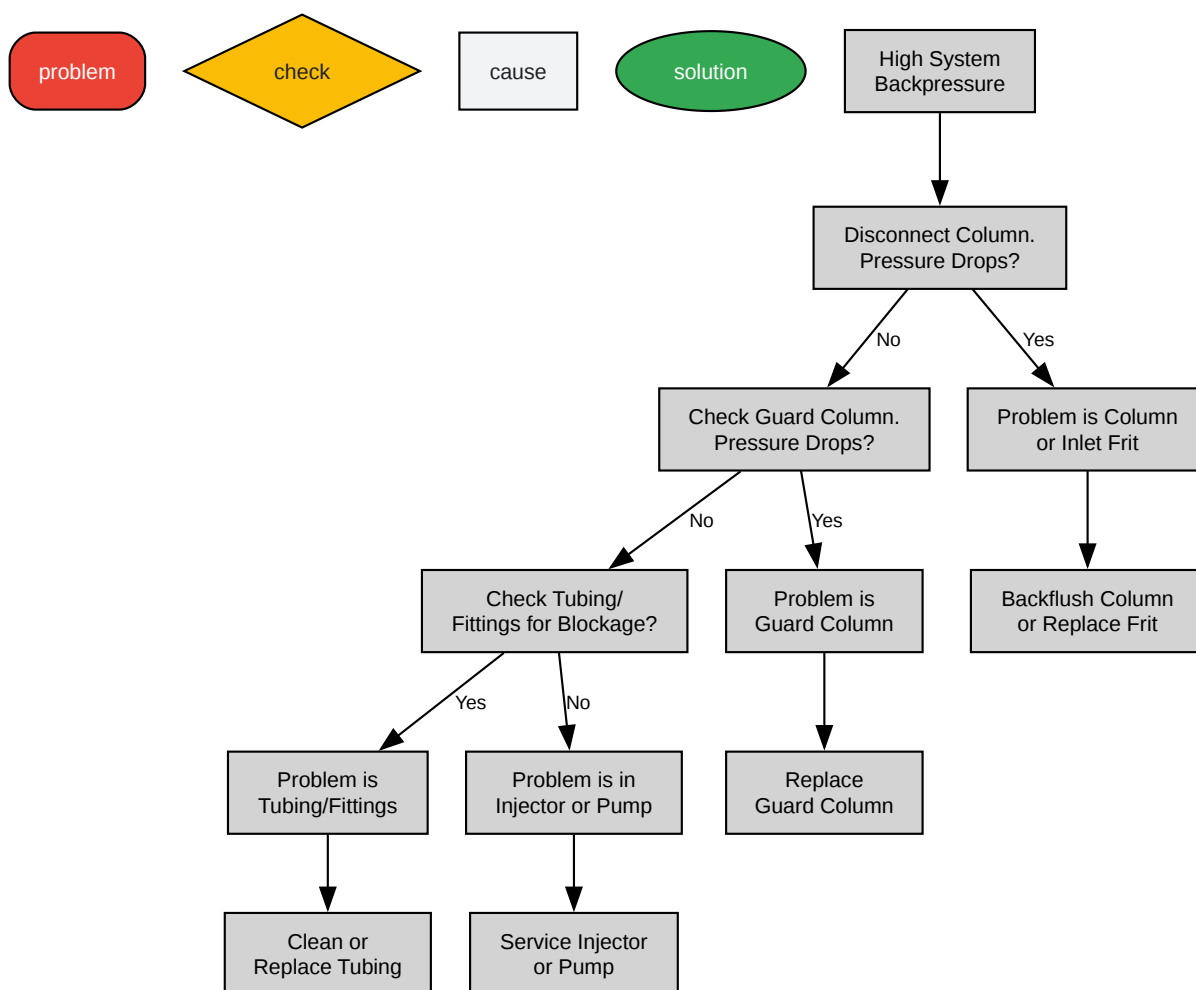 problem
check
cause
solution
High System
Backpressure
Disconnect Column.
Pressure Drops?
No
Yes
Check Guard Column.
Pressure Drops?
Problem is Column
or Inlet Frit
No
Yes
Check Tubing/
Fittings for Blockage?
Problem is
Guard Column
Backflush Column
or Replace Frit
Yes
No
Problem is
Tubing/Fittings
Problem is in
Injector or Pump
Replace
Guard Column
Clean or
Replace Tubing
Service Injector
or Pump